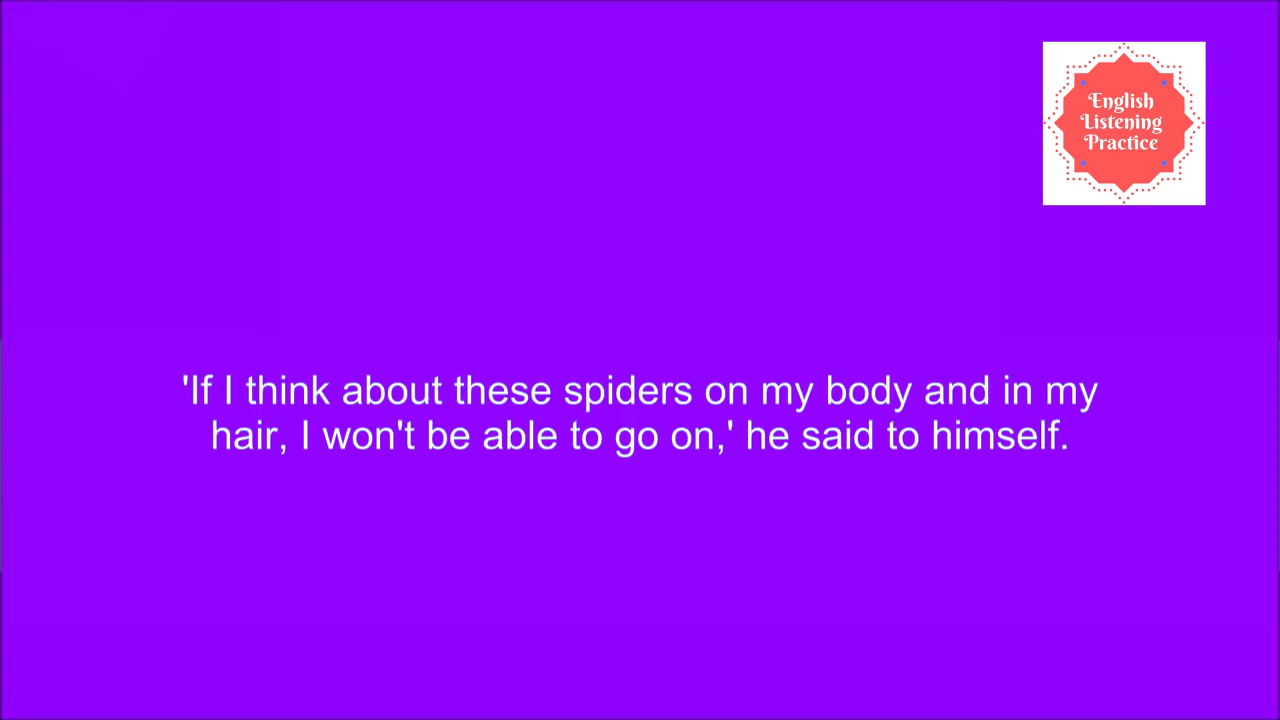 English
Listening
Practice
'If I think about these spiders on my body and in my
hair, I won't be able to go on,' he said to himself.